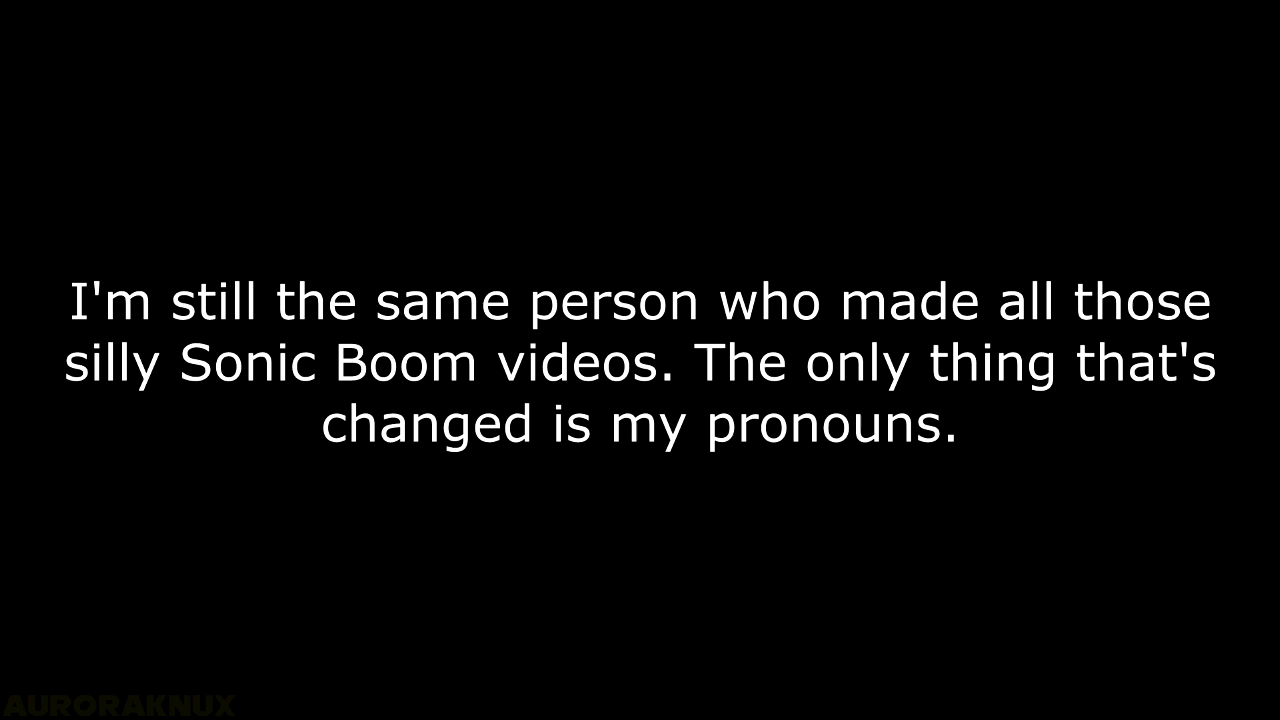 I'm still the same person who made all those
silly Sonic Boom videos. The only thing that's
changed is my pronouns.
AURORAKNUX